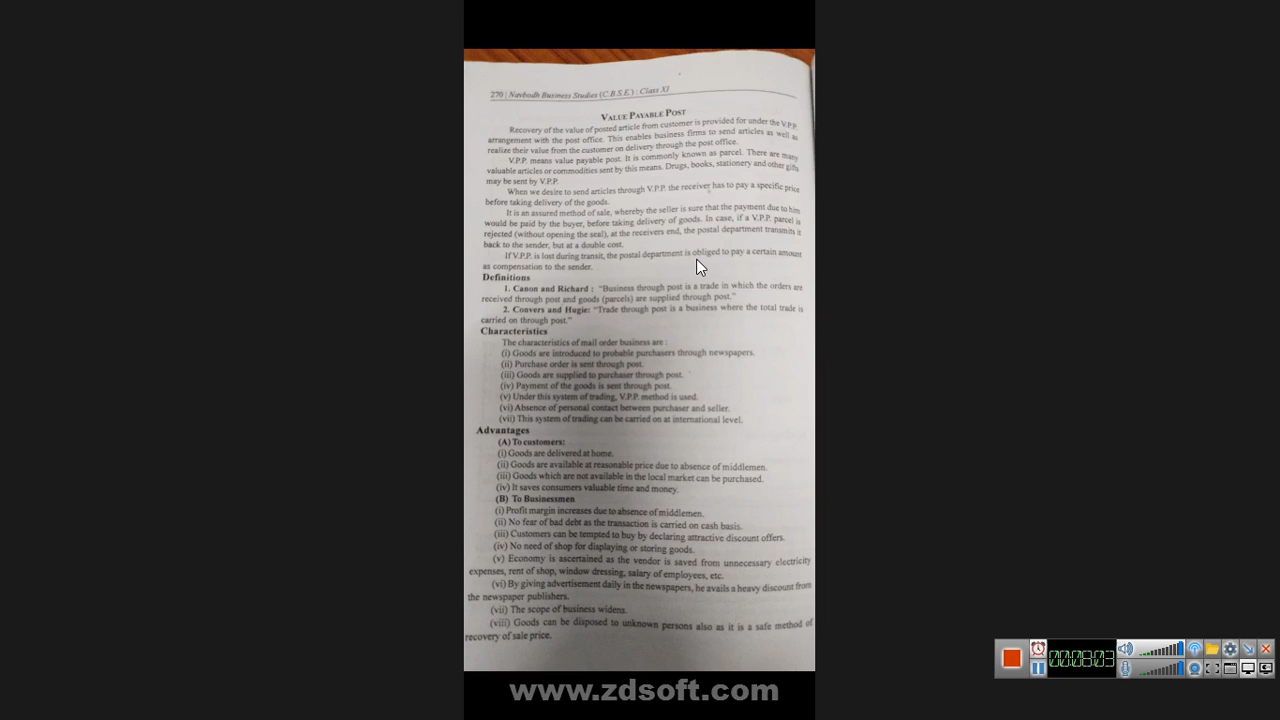 270 | Navbodh Business Studies (C.B.S.E.) : Class XI
VALUE PAYABLE POST
Recovery of the value of posted article from customer is provided for under the V.P.P.
arrangement with the post office. This enables business firms to send articles as well as
realize their value from the customer on delivery through the post office.
V.P.P. means value payable post. It is commonly known as parcel. There are many
valuable articles or commodities sent by this means. Drugs, books, stationery and other gifts
may be sent by V.P.P.
When we desire to send articles through V.P.P. the receiver has to pay a specific price
before taking delivery of the goods.
It is an assured method of sale, whereby the seller is sure that the payment due to him
would be paid by the buyer, before taking delivery of goods. In case, if a V.P.P. parcel is
rejected (without opening the seal), at the receivers end, the postal department transmits it
back to the sender, but at a double cost.
If V.P.P. is lost during transit, the postal department is obliged to pay a certain amount
as compensation to the sender.
Definitions
1. Canon and Richard : "Business through post is a trade in which the orders are
received through post and goods (parcels) are supplied through post."
2. Convers and Hugie: "Trade through post is a business where the total trade is
carried on through post."
Characteristics
The characteristics of mail order business are :
(i) Goods are introduced to probable purchasers through newspapers.
(ii) Purchase order is sent through post.
(iii) Goods are supplied to purchaser through post.
(iv) Payment of the goods is sent through post.
(v) Under this system of trading, V.P.P. method is used.
(vi) Absence of personal contact between purchaser and seller.
(vii) This system of trading can be carried on at international level.
Advantages
(A) To customers:
(i) Goods are delivered at home.
(ii) Goods are available at reasonable price due to absence of middlemen.
(iii) Goods which are not available in the local market can be purchased.
(iv) It saves consumers valuable time and money.
(B) To Businessmen
(i) Profit margin increases due to absence of middlemen.
(ii) No fear of bad debt as the transaction is carried on cash basis.
(iii) Customers can be tempted to buy by declaring attractive discount offers.
(iv) No need of shop for displaying or storing goods.
(v) Economy is ascertained as the vendor is saved from unnecessary electricity
expenses, rent of shop, window dressing, salary of employees, etc.
(vi) By giving advertisement daily in the newspapers, he avails a heavy discount from
the newspaper publishers.
(vii) The scope of business widens.
(viii) Goods can be disposed to unknown persons also as it is a safe method of
recovery of sale price.
00:08:03
www.zdsoft.com